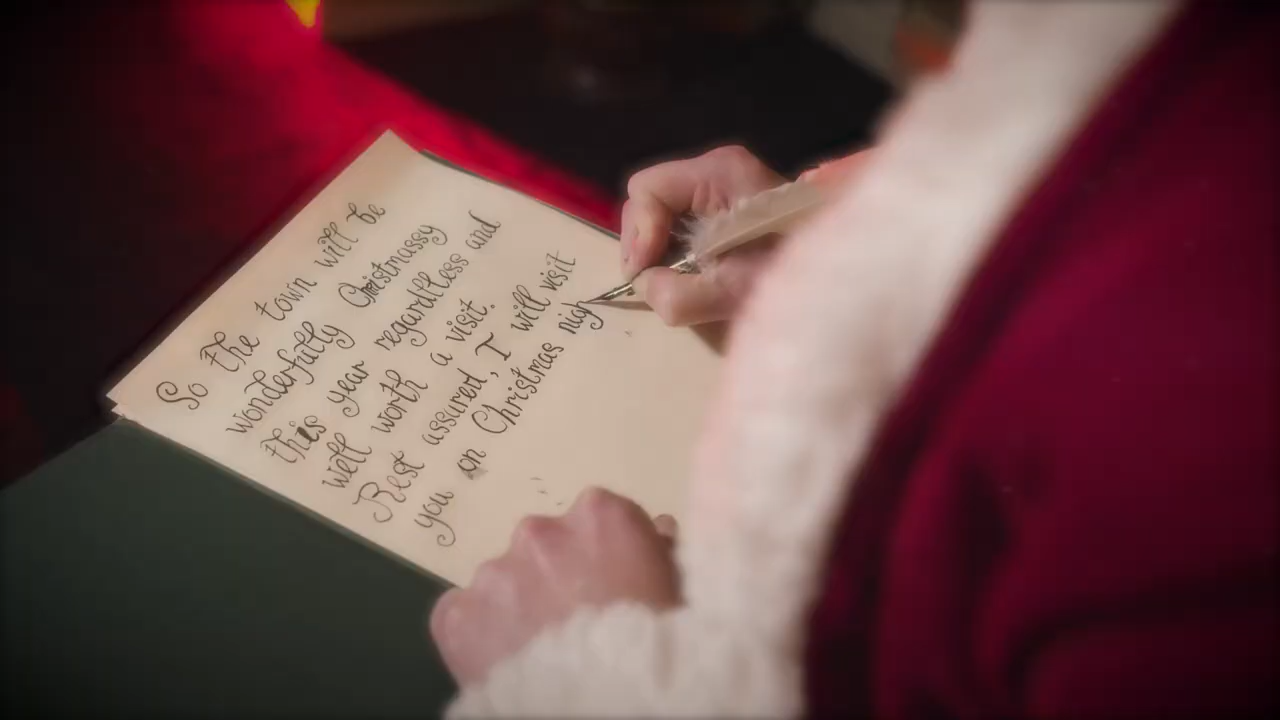 So the town will be
wonderfully Christmassy
this year regardless and
well worth a visit.
Rest assured, I will visit
you on Christmas nig